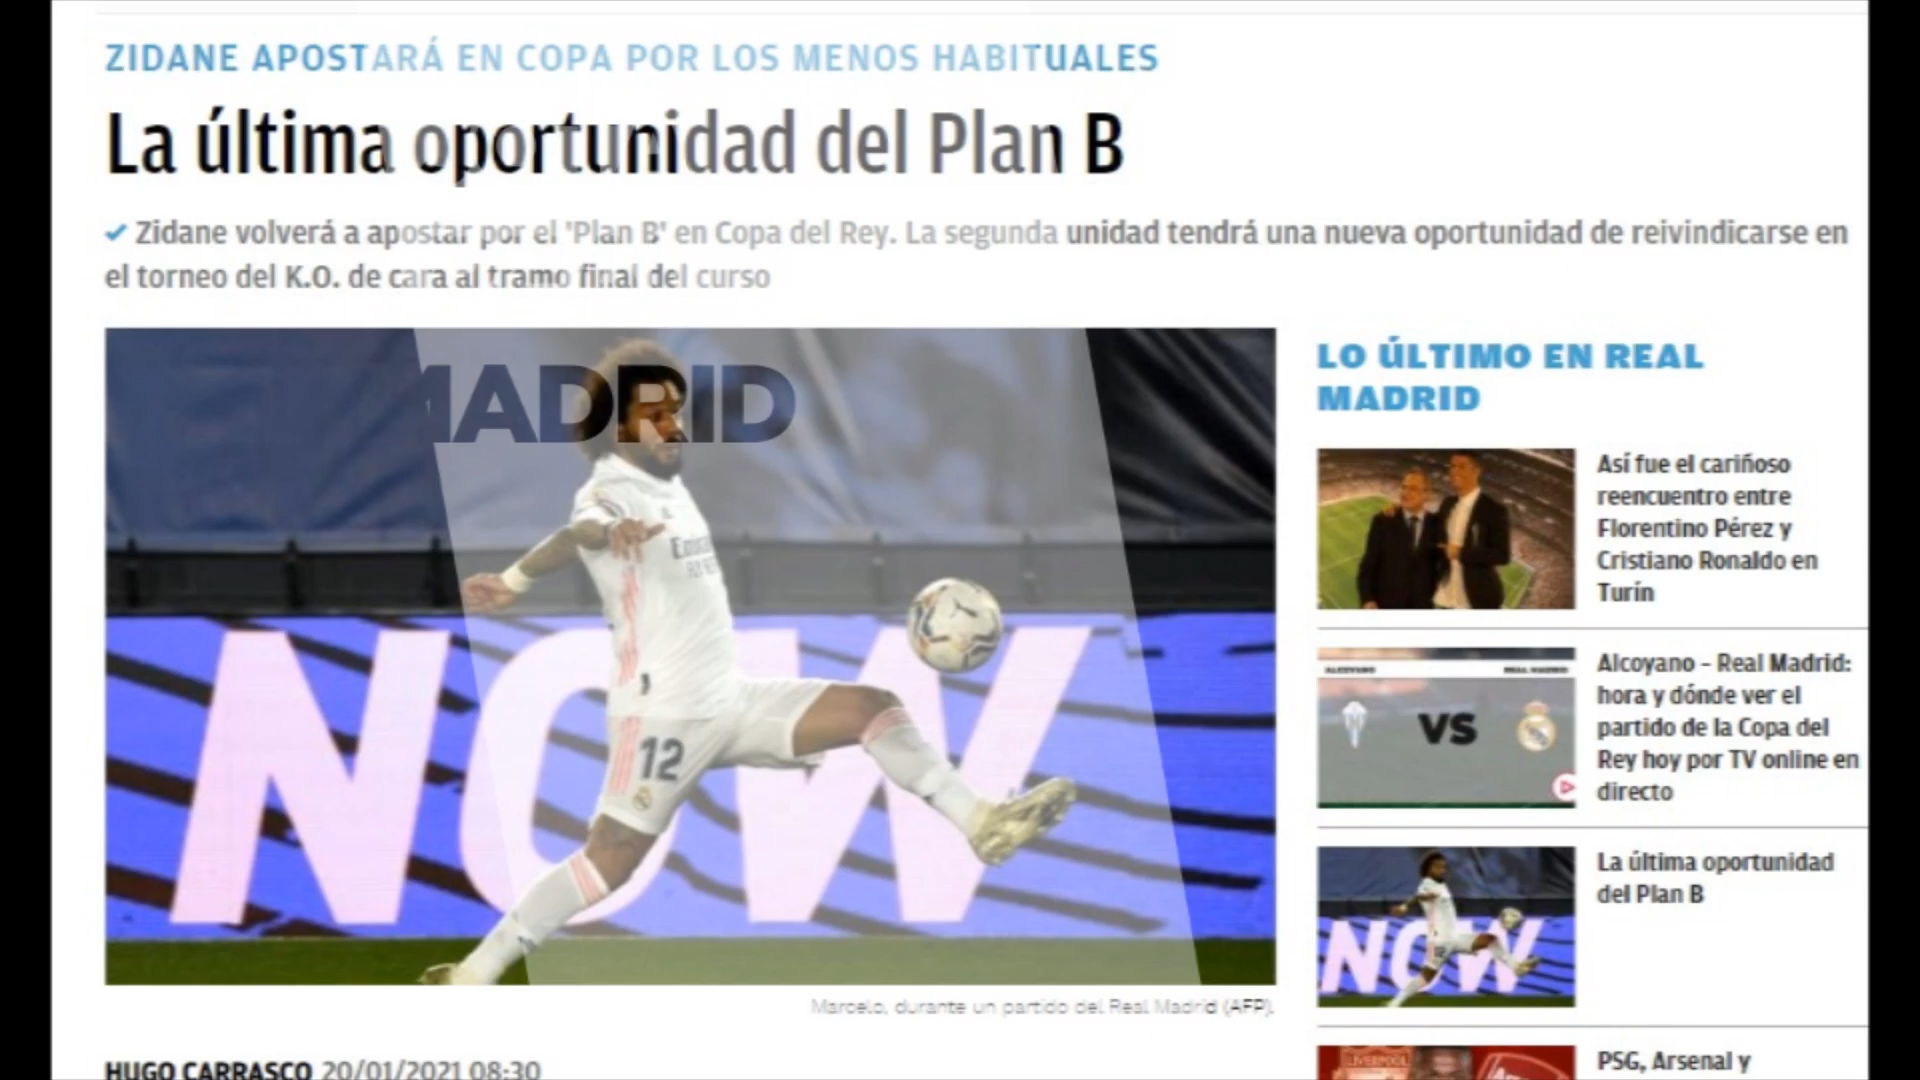 ZIDANE APOSTARÁ EN COPA POR LOS MENOS HABITUALES
La última oportunidad del Plan B
Zidane volverá a apostar por el 'Plan B' en Copa del Rey. La segunda unidad tendrá una nueva oportunidad de reivindicarse en
el torneo del K.O. de cara al tramo final del curso
MADRID
NOW
12
Marcelo, durante un partido del Real Madrid (AFP).
HUGO CARRASCO 20/01/2021 08:30
LO ÚLTIMO EN REAL
MADRID
Así fue el cariñoso
reencuentro entre
Florentino Pérez y
Cristiano Ronaldo en
Turín
ALCOYANO REAL MADRID
VS
Alcoyano - Real Madrid:
hora y dónde ver el
partido de la Copa del
Rey hoy por TV online en
directo
NOW
La última oportunidad
del Plan B
LIVERPOOL
PSG, Arsenal y